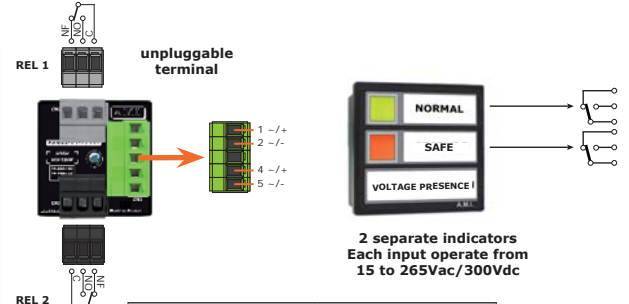 NF
NO
C
REL 1
unpluggable
terminal
1 ~/+
2 ~/-
4 ~/+
5 ~/-
NORMAL
SAFE
VOLTAGE PRESENCE
A.M.I.
2 separate indicators
Each input operate from
15 to 265Vac/300Vdc
C
NO
NF
REL 2